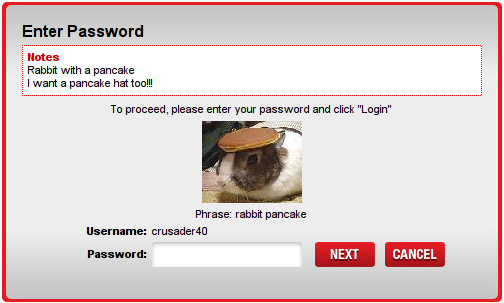 Enter Password
Notes
Rabbit with a pancake
I want a pancake hat too!!!
To proceed, please enter your password and click "Login"
Phrase: rabbit pancake
Username: crusader40
Password:
NEXT
CANCEL